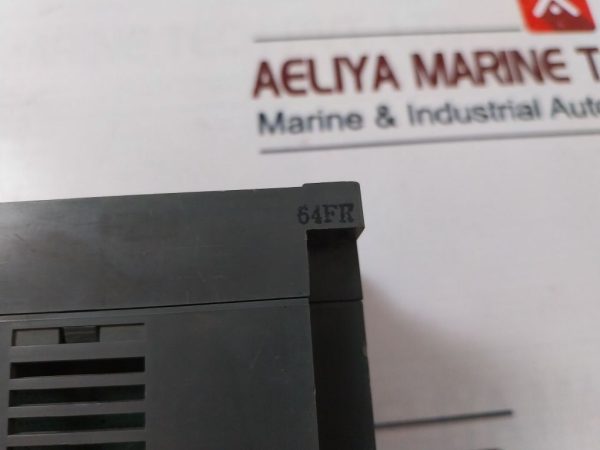 AELIYA MARINE T
Marine & Industrial Auto
64FR